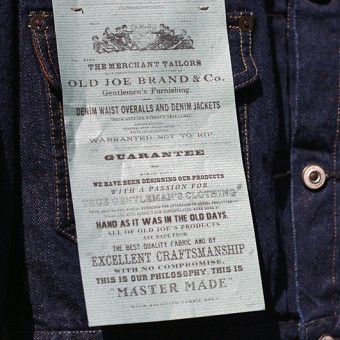 THE MERCHANT TAILORS
OLD JOE BRAND & Co.
Gentlemen's Furnishing.
DENIM WAIST OVERALLS AND DENIM JACKETS
WARRANTED NOT TO RIP
GUARANTEE
WE HAVE BEEN DESIGNING OUR PRODUCTS
WITH A PASSION FOR
"TRUE GENTLEMAN'S CLOTHING"
HAND AS IT WAS IN THE OLD DAYS.
ALL OF OLD JOE'S PRODUCTS
ARE MADE FROM
THE BEST QUALITY FABRIC AND BY
EXCELLENT CRAFTSMANSHIP
WITH NO COMPROMISE.
THIS IS OUR PHILOSOPHY. THIS IS
"MASTER MADE"